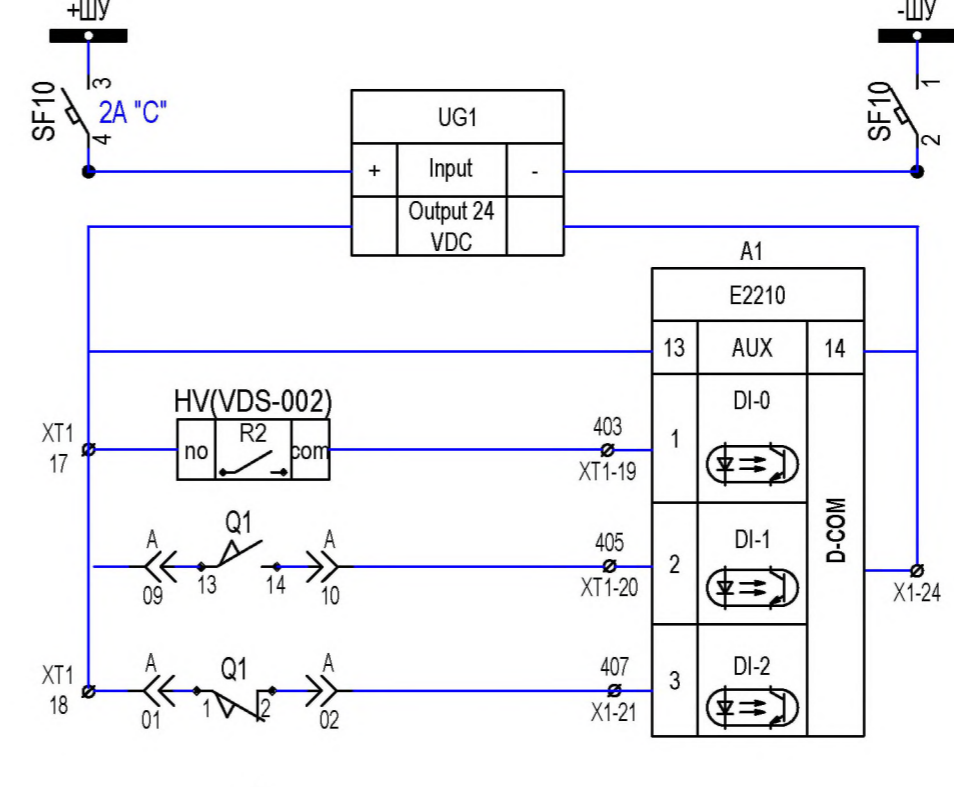 +ШУ
-ШУ
SF10
3
4
2А "С"
SF10
1
2
UG1
+
Input
-
Output 24
VDC
A1
E2210
13
AUX
14
HV(VDS-002)
no
R2
com
XT1
17
403
XT1-19
1
DI-0
D-COM
A
09
Q1
13
14
A
10
405
XT1-20
2
DI-1
X1-24
XT1
18
A
01
Q1
1
2
A
02
407
X1-21
3
DI-2